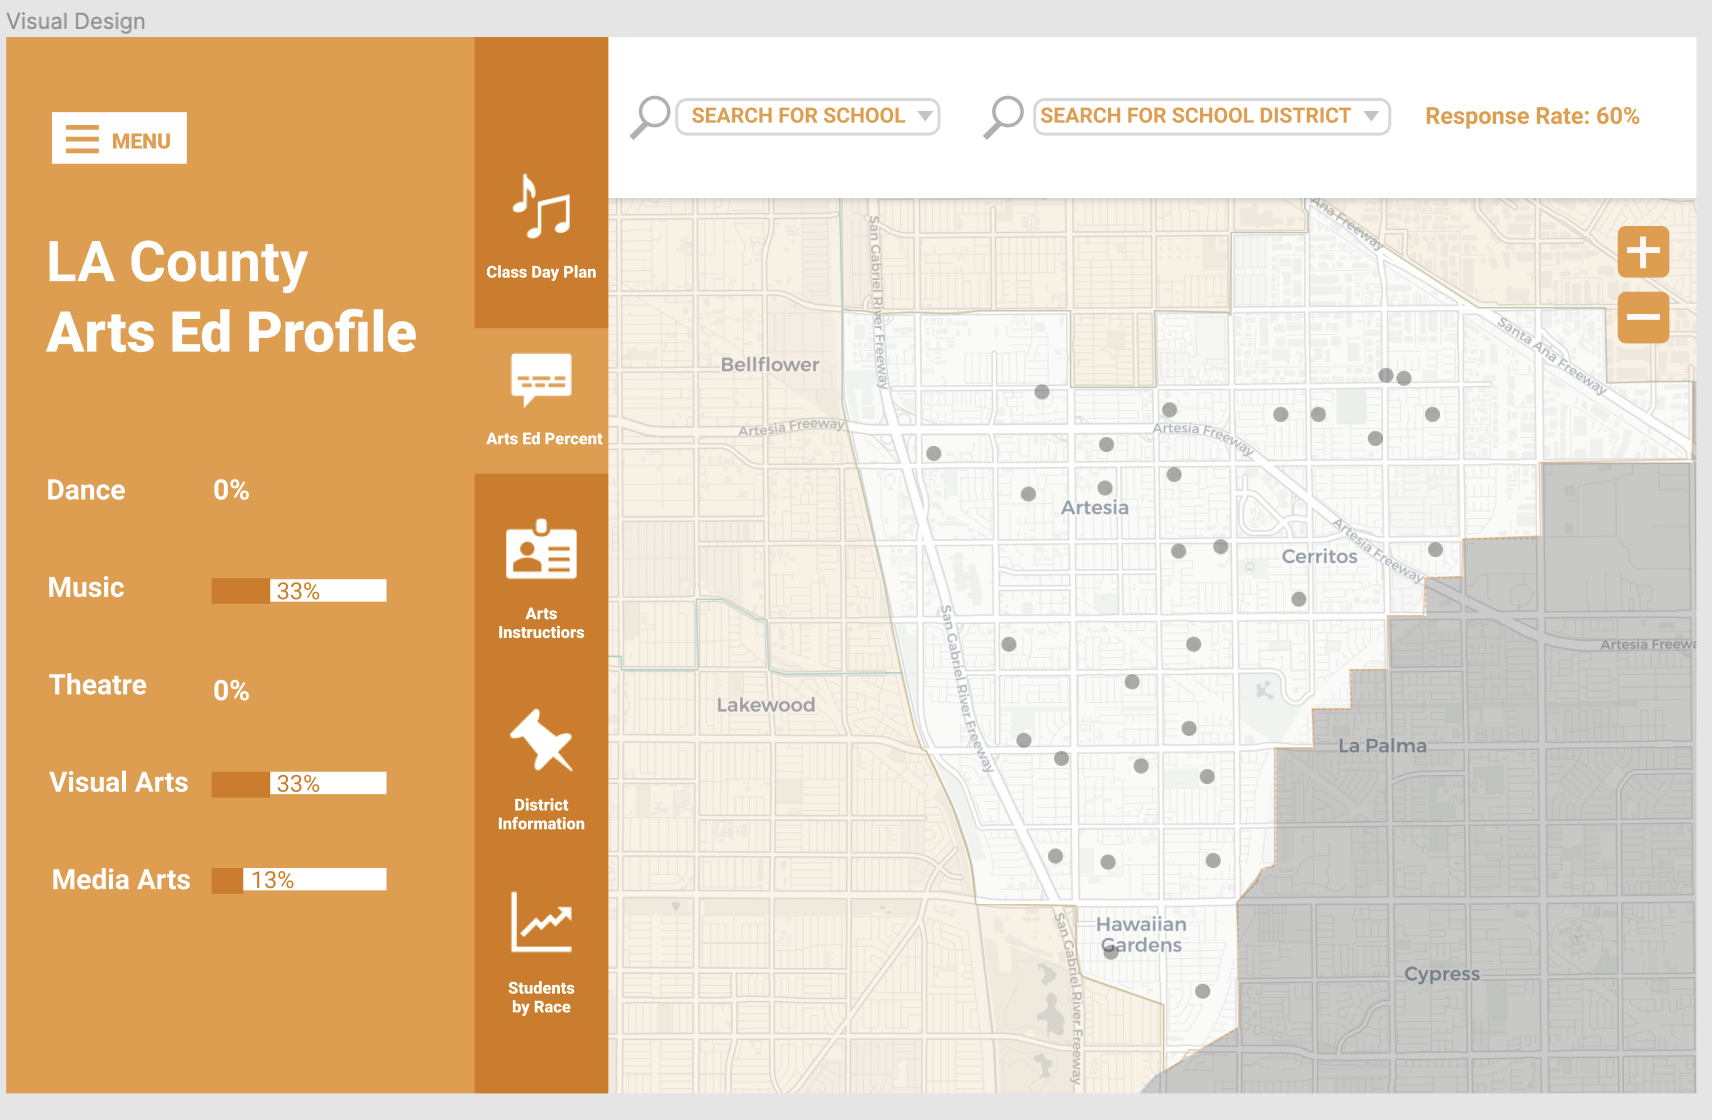 Visual Design
MENU
LA County
Arts Ed Profile
Dance 0%
Music 33%
Theatre 0%
Visual Arts 33%
Media Arts 13%
Class Day Plan
Arts Ed Percent
Arts
Instructiors
District
Information
Students
by Race
SEARCH FOR SCHOOL
SEARCH FOR SCHOOL DISTRICT
Response Rate: 60%
Ana Freeway
San Gabriel River Freeway
Santa Ana Freeway
Bellflower
Artesia Freeway
Artesia Freeway
Artesia
Artesia Freeway
Cerritos
San Gabriel River Freeway
Artesia Freewa
Lakewood
La Palma
Hawaiian
Gardens
San Gabriel River Freeway
Cypress